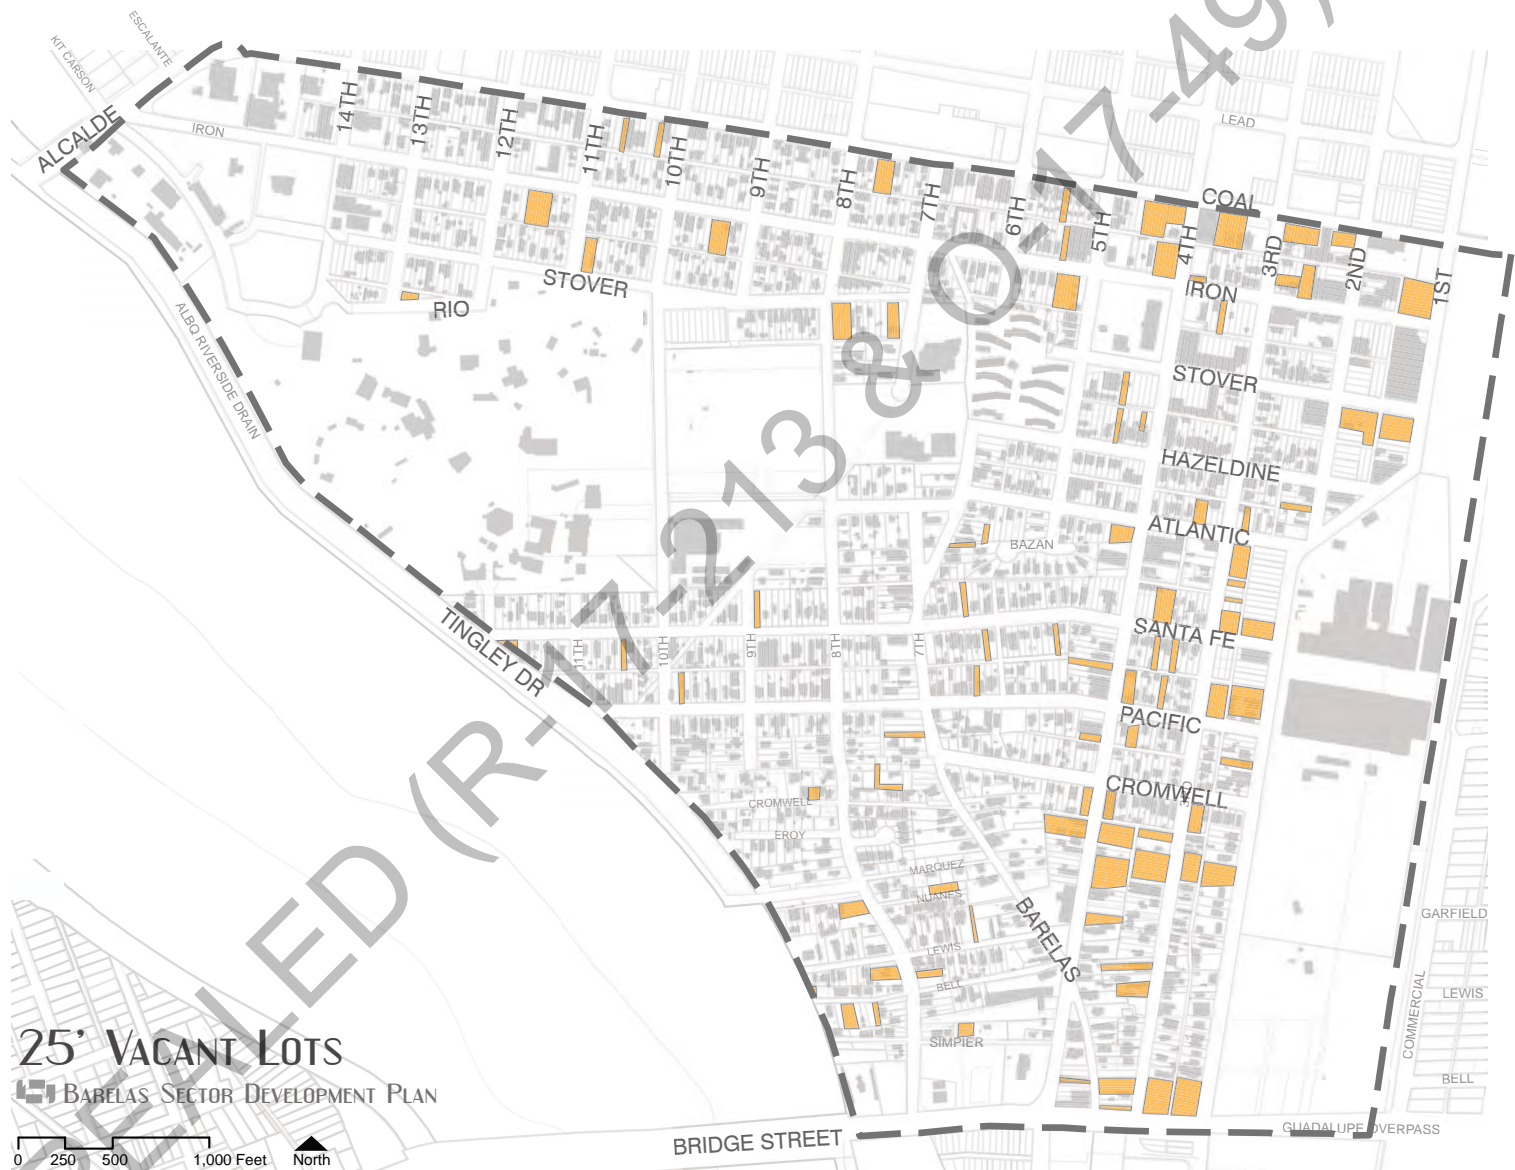 ESCALANTE
KIT CARSON
ALCALDE
IRON
14TH
13TH
12TH
11TH
10TH
9TH
8TH
7TH
6TH
5TH
4TH
3RD
2ND
1ST
LEAD
COAL
IRON
STOVER
RIO
STOVER
ALBQ RIVERSIDE DRAIN
HAZELDINE
ATLANTIC
BAZAN
SANTA FE
TINGLEY DR
11TH
10TH
9TH
8TH
7TH
PACIFIC
CROMWELL
3RD
CROMWELL
EROY
MARQUEZ
NUANES
BARELAS
LEWIS
BELL
SIMPIER
GARFIELD
LEWIS
COMMERCIAL
BELL
GUADALUPE OVERPASS
BRIDGE STREET
25' VACANT LOTS
BARELAS SECTOR DEVELOPMENT PLAN
0 250 500 1,000 Feet
North
PEALED (R-17-213 & O-17-49)